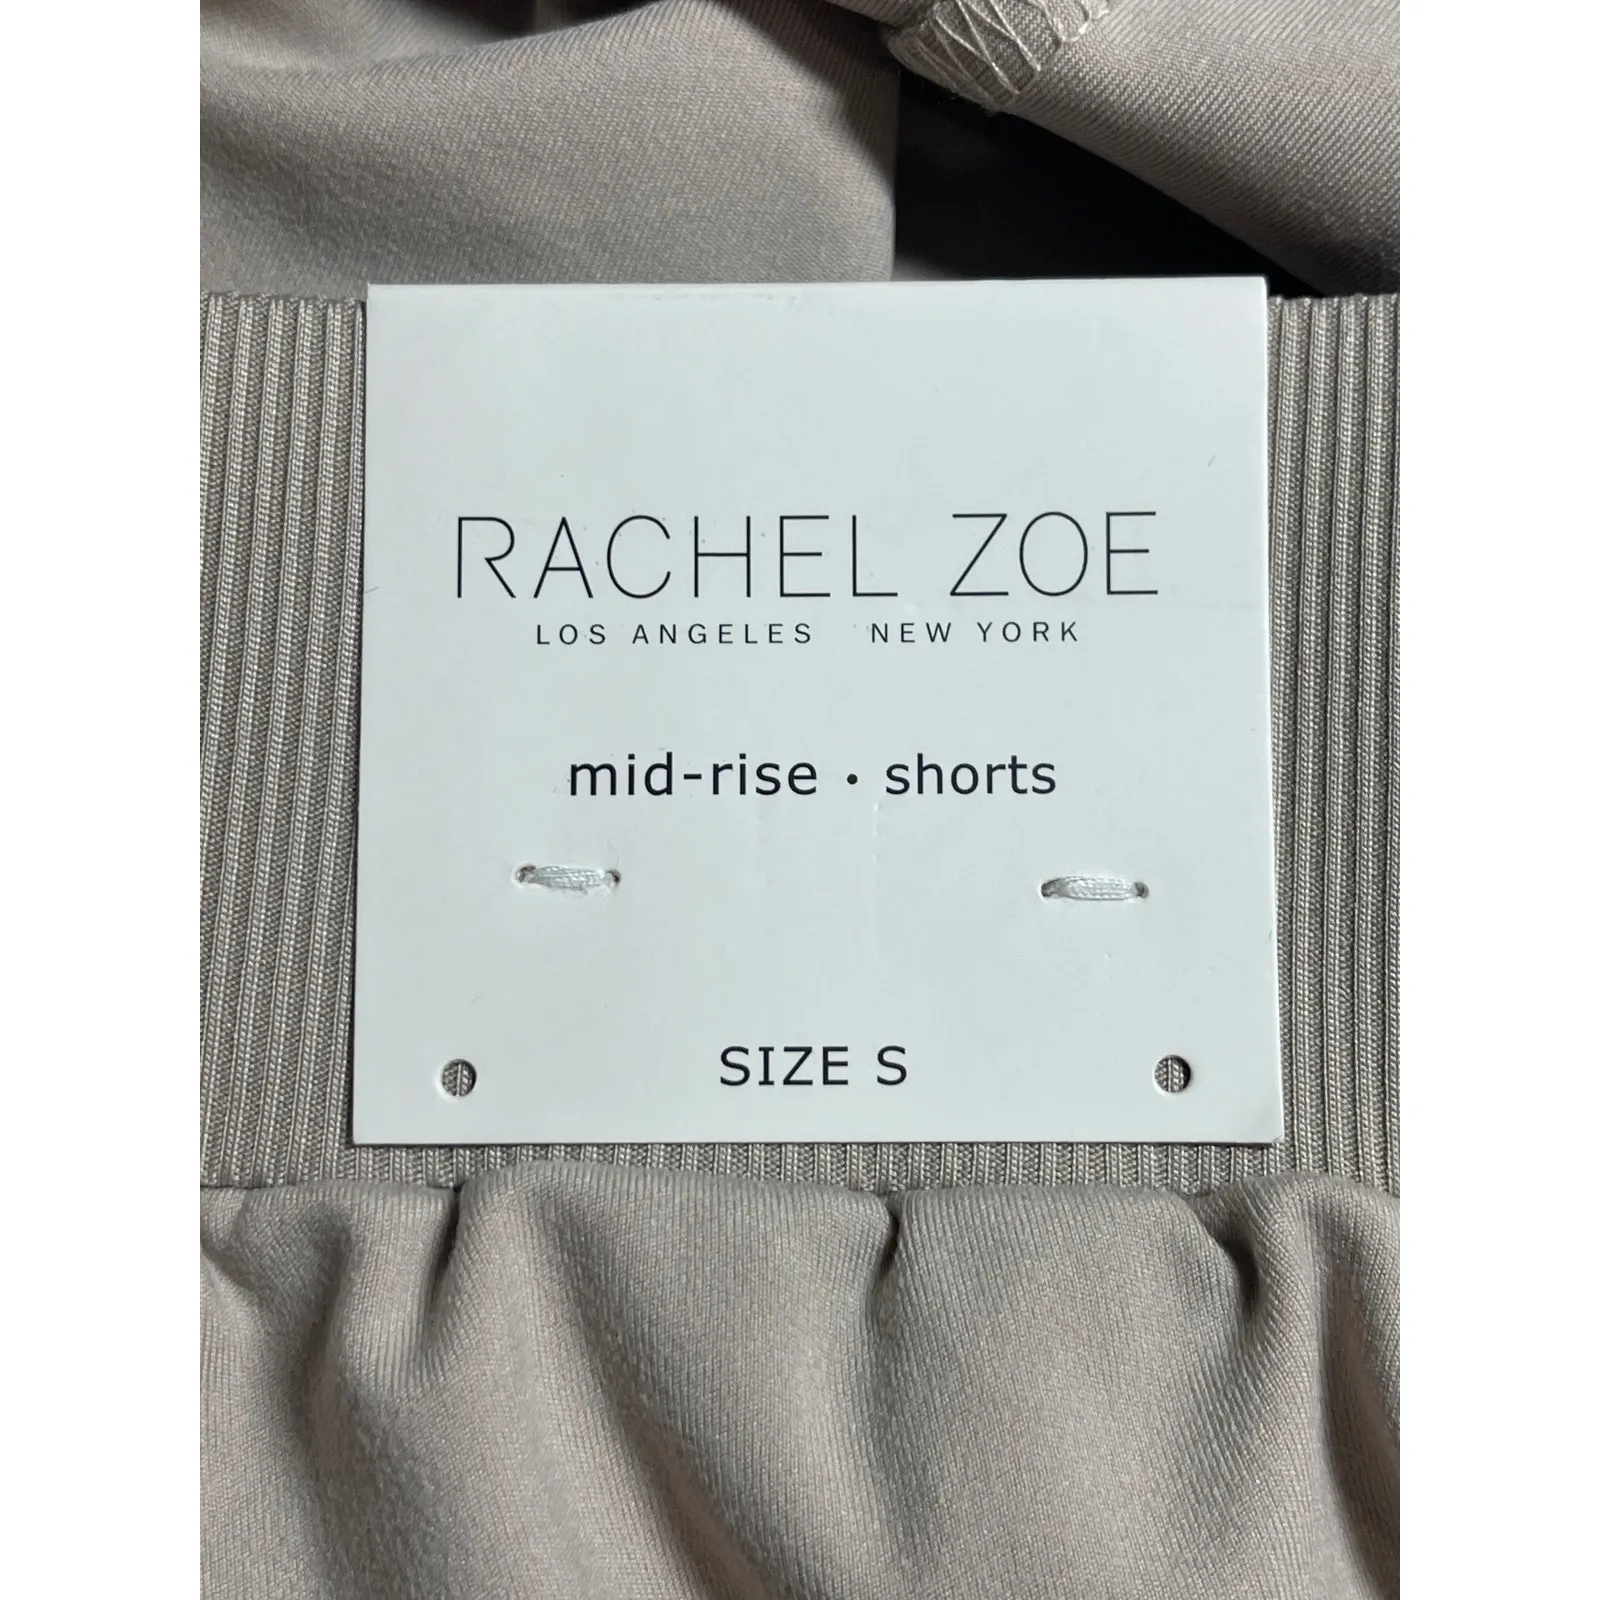 RACHEL ZOE
LOS ANGELES NEW YORK
mid-rise • shorts
SIZE S